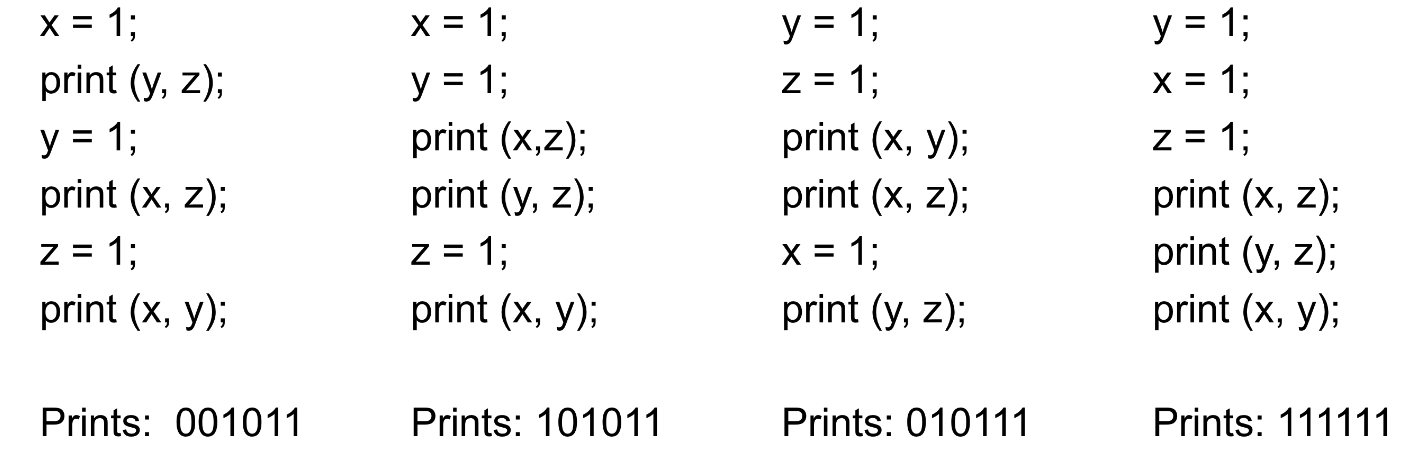 x = 1;
print (y, z);
y = 1;
print (x, z);
z = 1;
print (x, y);
Prints:  001011
x = 1;
y = 1;
print (x,z);
print (y, z);
z = 1;
print (x, y);
Prints: 101011
y = 1;
z = 1;
print (x, y);
print (x, z);
x = 1;
print (y, z);
Prints: 010111
y = 1;
x = 1;
z = 1;
print (x, z);
print (y, z);
print (x, y);
Prints: 111111